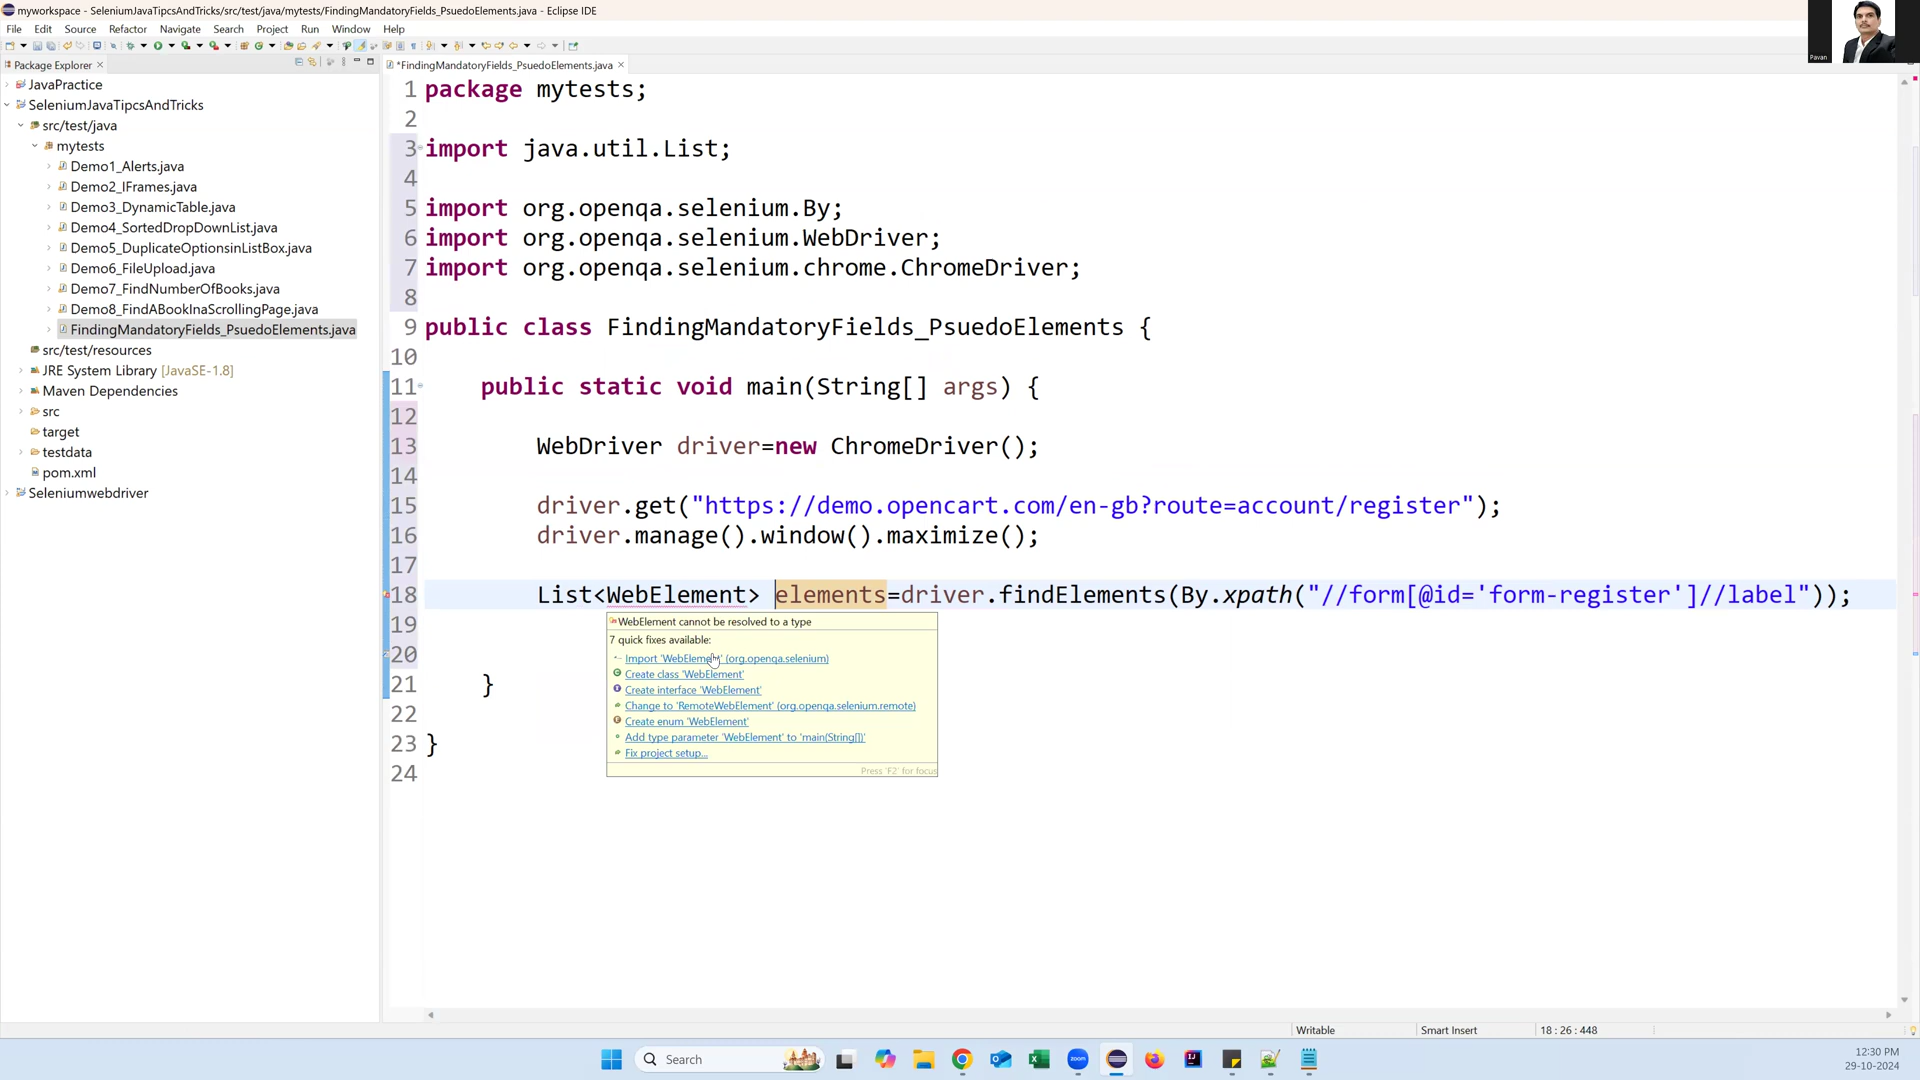 myworkspace - SeleniumJavaTipcsAndTricks/src/test/java/mytests/FindingMandatoryFields_PsuedoElements.java - Eclipse IDE
File Edit Source Refactor Navigate Search Project Run Window Help
Pavan
Package Explorer
*FindingMandatoryFields_PsuedoElements.java
JavaPractice
SeleniumJavaTipcsAndTricks
src/test/java
mytests
Demo1_Alerts.java
Demo2_IFrames.java
Demo3_DynamicTable.java
Demo4_SortedDropDownList.java
Demo5_DuplicateOptionsinListBox.java
Demo6_FileUpload.java
Demo7_FindNumberOfBooks.java
Demo8_FindABookInaScrollingPage.java
FindingMandatoryFields_PsuedoElements.java
src/test/resources
JRE System Library [JavaSE-1.8]
Maven Dependencies
src
target
testdata
pom.xml
Seleniumwebdriver
1 package mytests;
2
3 import java.util.List;
4
5 import org.openqa.selenium.By;
6 import org.openqa.selenium.WebDriver;
7 import org.openqa.selenium.chrome.ChromeDriver;
8
9 public class FindingMandatoryFields_PsuedoElements {
10
11 public static void main(String[] args) {
12
13 WebDriver driver=new ChromeDriver();
14
15 driver.get("https://demo.opencart.com/en-gb?route=account/register");
16 driver.manage().window().maximize();
17
18 List<WebElement> elements=driver.findElements(By.xpath("//form[@id='form-register']//label"));
19
20
21 }
22
23 }
24
WebElement cannot be resolved to a type
7 quick fixes available:
Import 'WebElement' (org.openqa.selenium)
Create class 'WebElement'
Create interface 'WebElement'
Change to 'RemoteWebElement' (org.openqa.selenium.remote)
Create enum 'WebElement'
Add type parameter 'WebElement' to 'main(String[])'
Fix project setup...
Press 'F2' for focus
Writable Smart Insert 18 : 26 : 448
Search
zoom
12:30 PM
29-10-2024